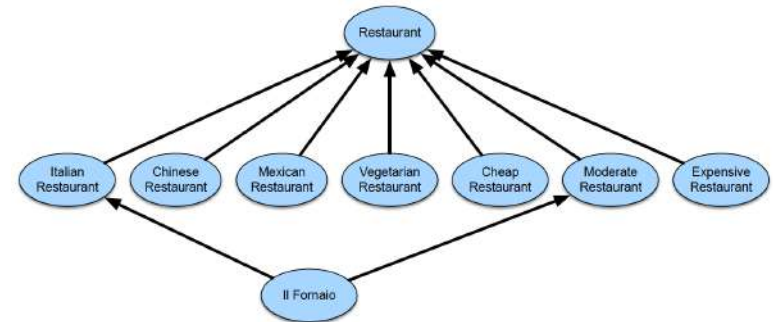 Restaurant
Italian
Restaurant
Chinese
Restaurant
Mexican
Restaurant
Vegetarian
Restaurant
Cheap
Restaurant
Moderate
Restaurant
Expensive
Restaurant
Il Fornaio